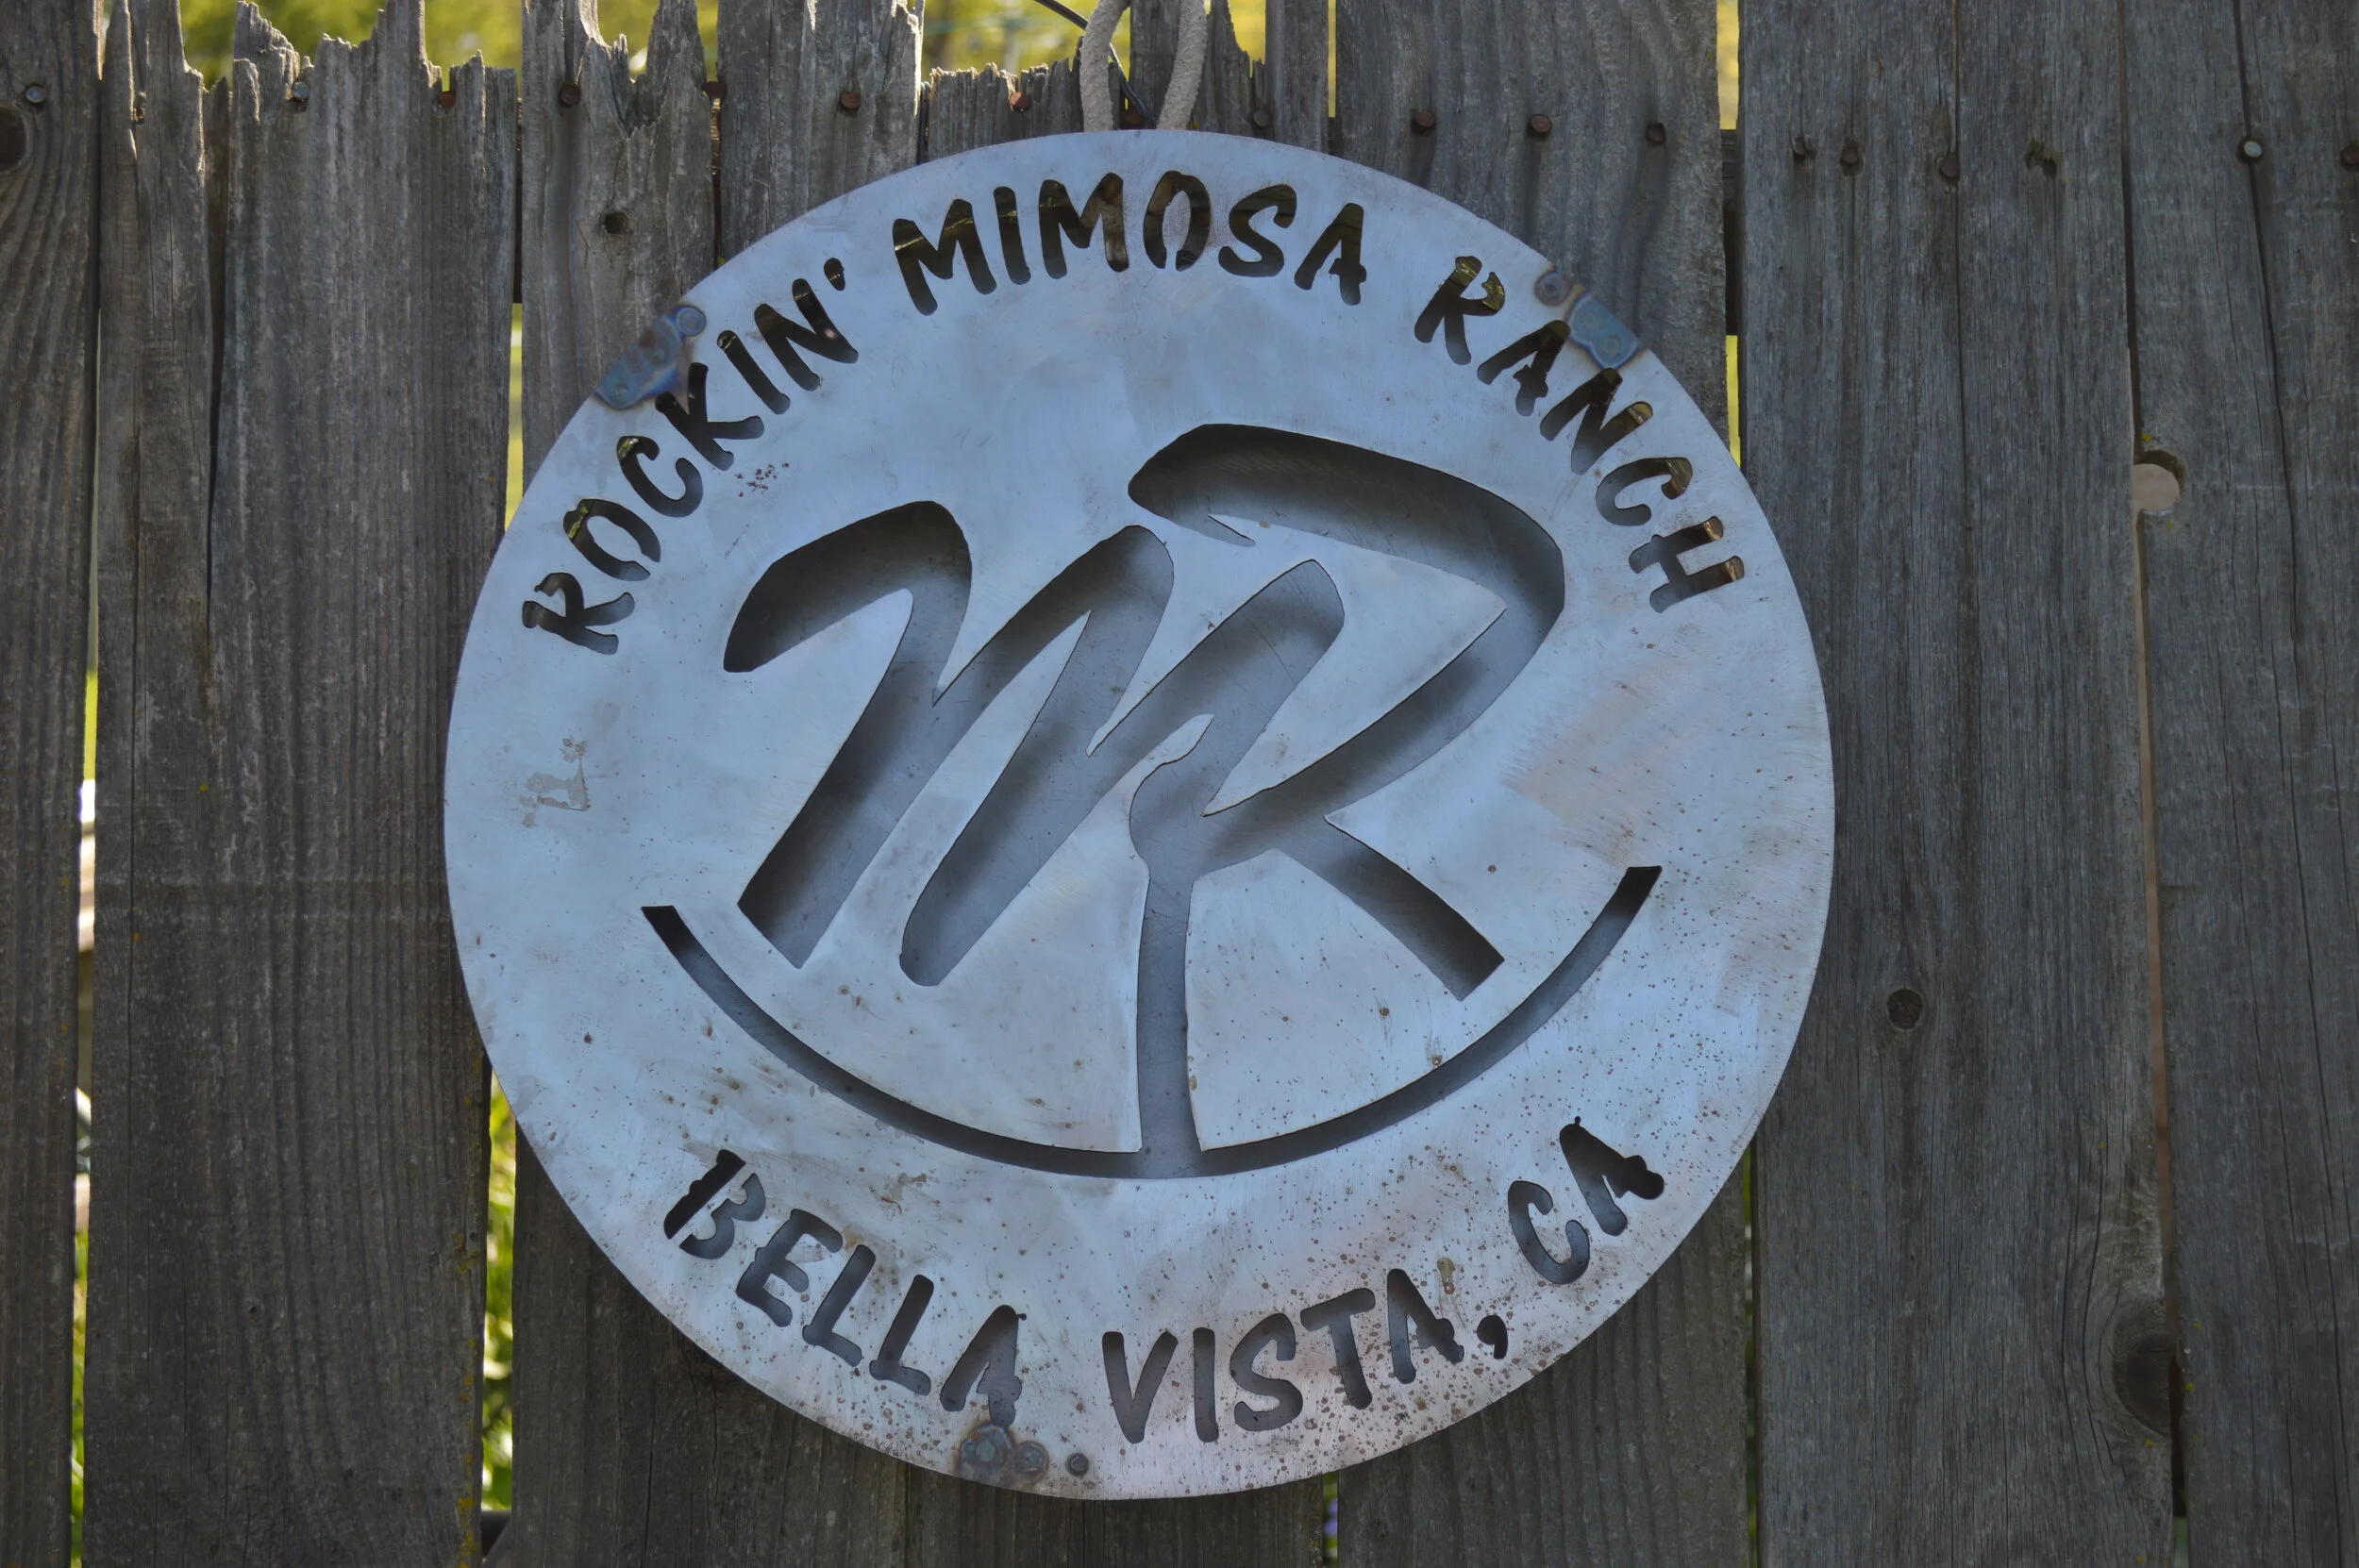 ROCKIN' MIMOSA RANCH
MR
BELLA VISTA, CA